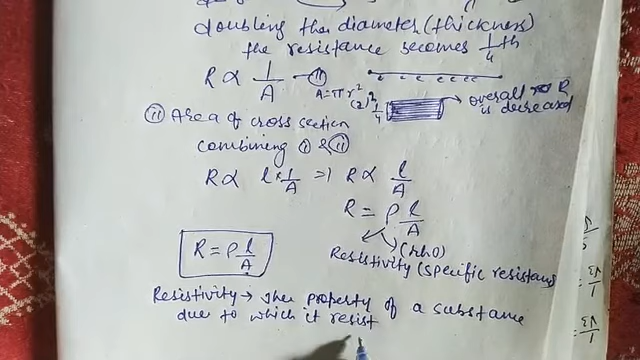 doubling the diameter (thickness)
the resistance becomes 1/4 th
R ∝ 1/A — (ii)
A = πr²
(2)² 1/4
overall R is decreased
(ii) Area of cross section
combining (i) & (ii)
R ∝ l × 1/A ⇒ R ∝ l/A
R = ρ l/A
(rho)
Resistivity (specific resistans
R = ρ l/A
Resistivity → The property of a substance
due to which it resist